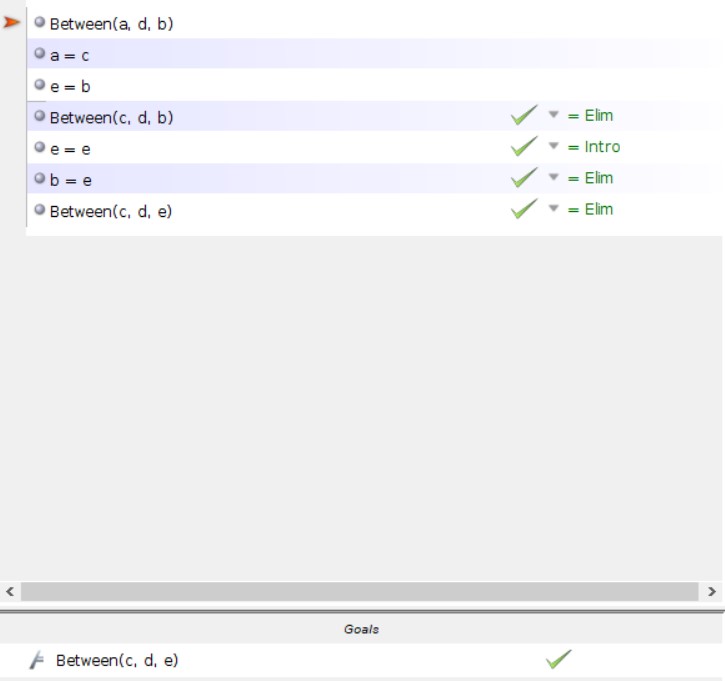 Between(a, d, b)
a = c
e = b
Between(c, d, b) = Elim
e = e = Intro
b = e = Elim
Between(c, d, e) = Elim
Goals
Between(c, d, e)